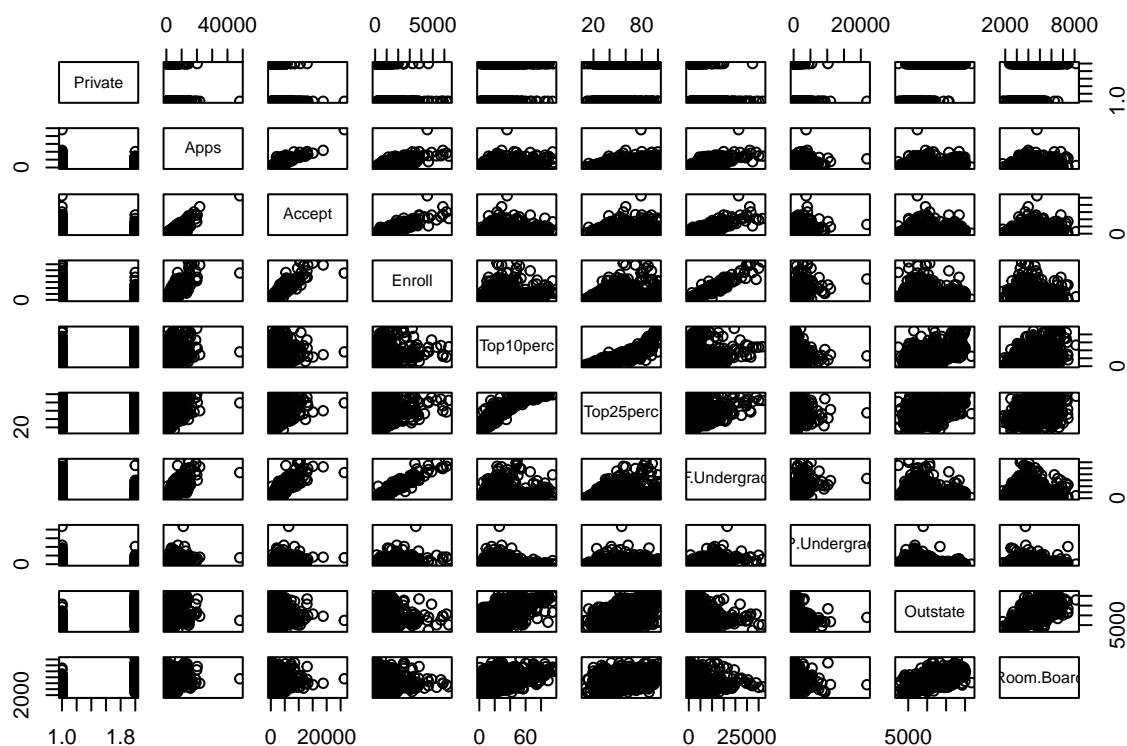 0 40000 0 5000 20 80 0 20000 2000 8000
Private 1.0
0 Apps
Accept 0
0 Enroll
Top10perc 0
20 Top25perc
F.Undergrad 0
0 P.Undergrad
Outstate 5000
2000 Room.Board
1.0 1.8 0 20000 0 60 0 25000 5000